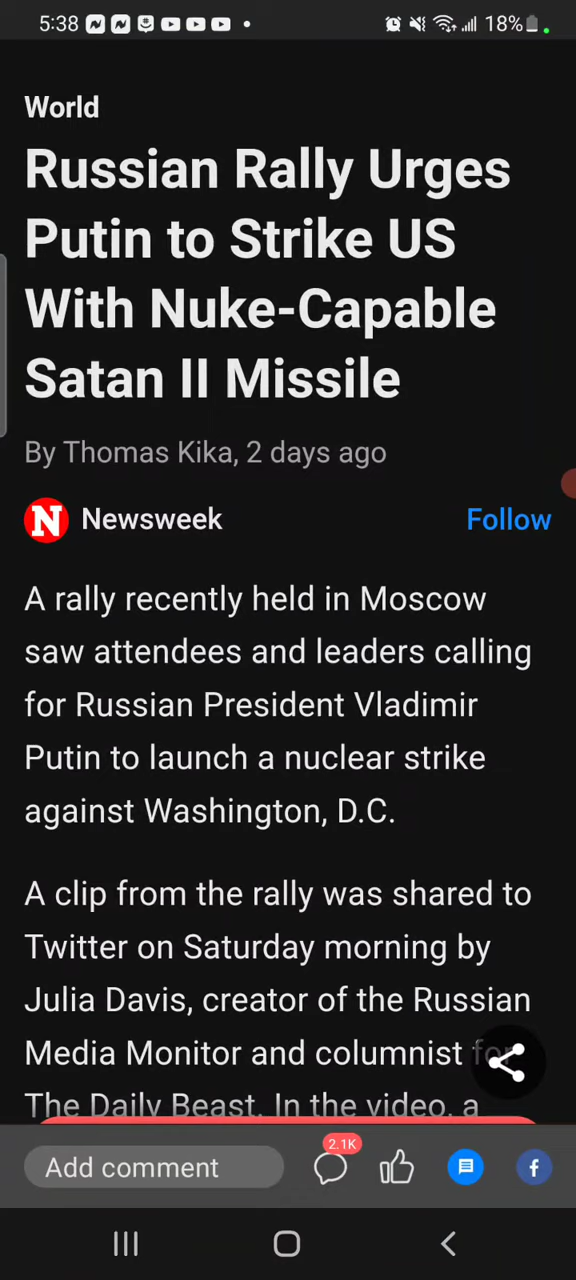 5:38 18%
World
Russian Rally Urges
Putin to Strike US
With Nuke-Capable
Satan II Missile
By Thomas Kika, 2 days ago
N Newsweek Follow
A rally recently held in Moscow
saw attendees and leaders calling
for Russian President Vladimir
Putin to launch a nuclear strike
against Washington, D.C.
A clip from the rally was shared to
Twitter on Saturday morning by
Julia Davis, creator of the Russian
Media Monitor and columnist for
The Daily Beast. In the video, a
2.1K
Add comment f